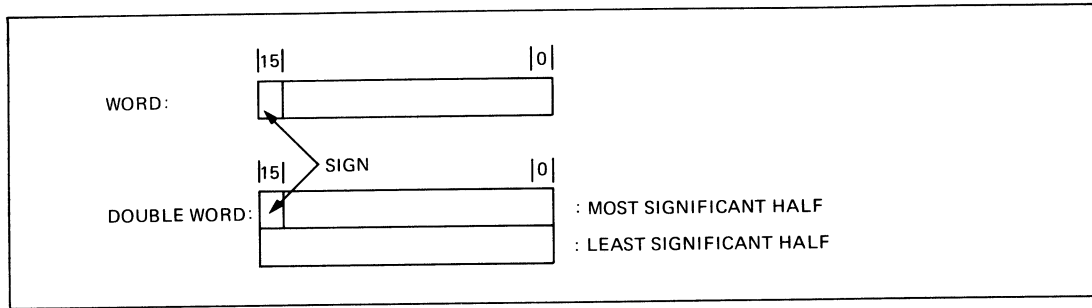 |15| |0|
WORD:
SIGN
|15| |0|
DOUBLE WORD: : MOST SIGNIFICANT HALF
: LEAST SIGNIFICANT HALF